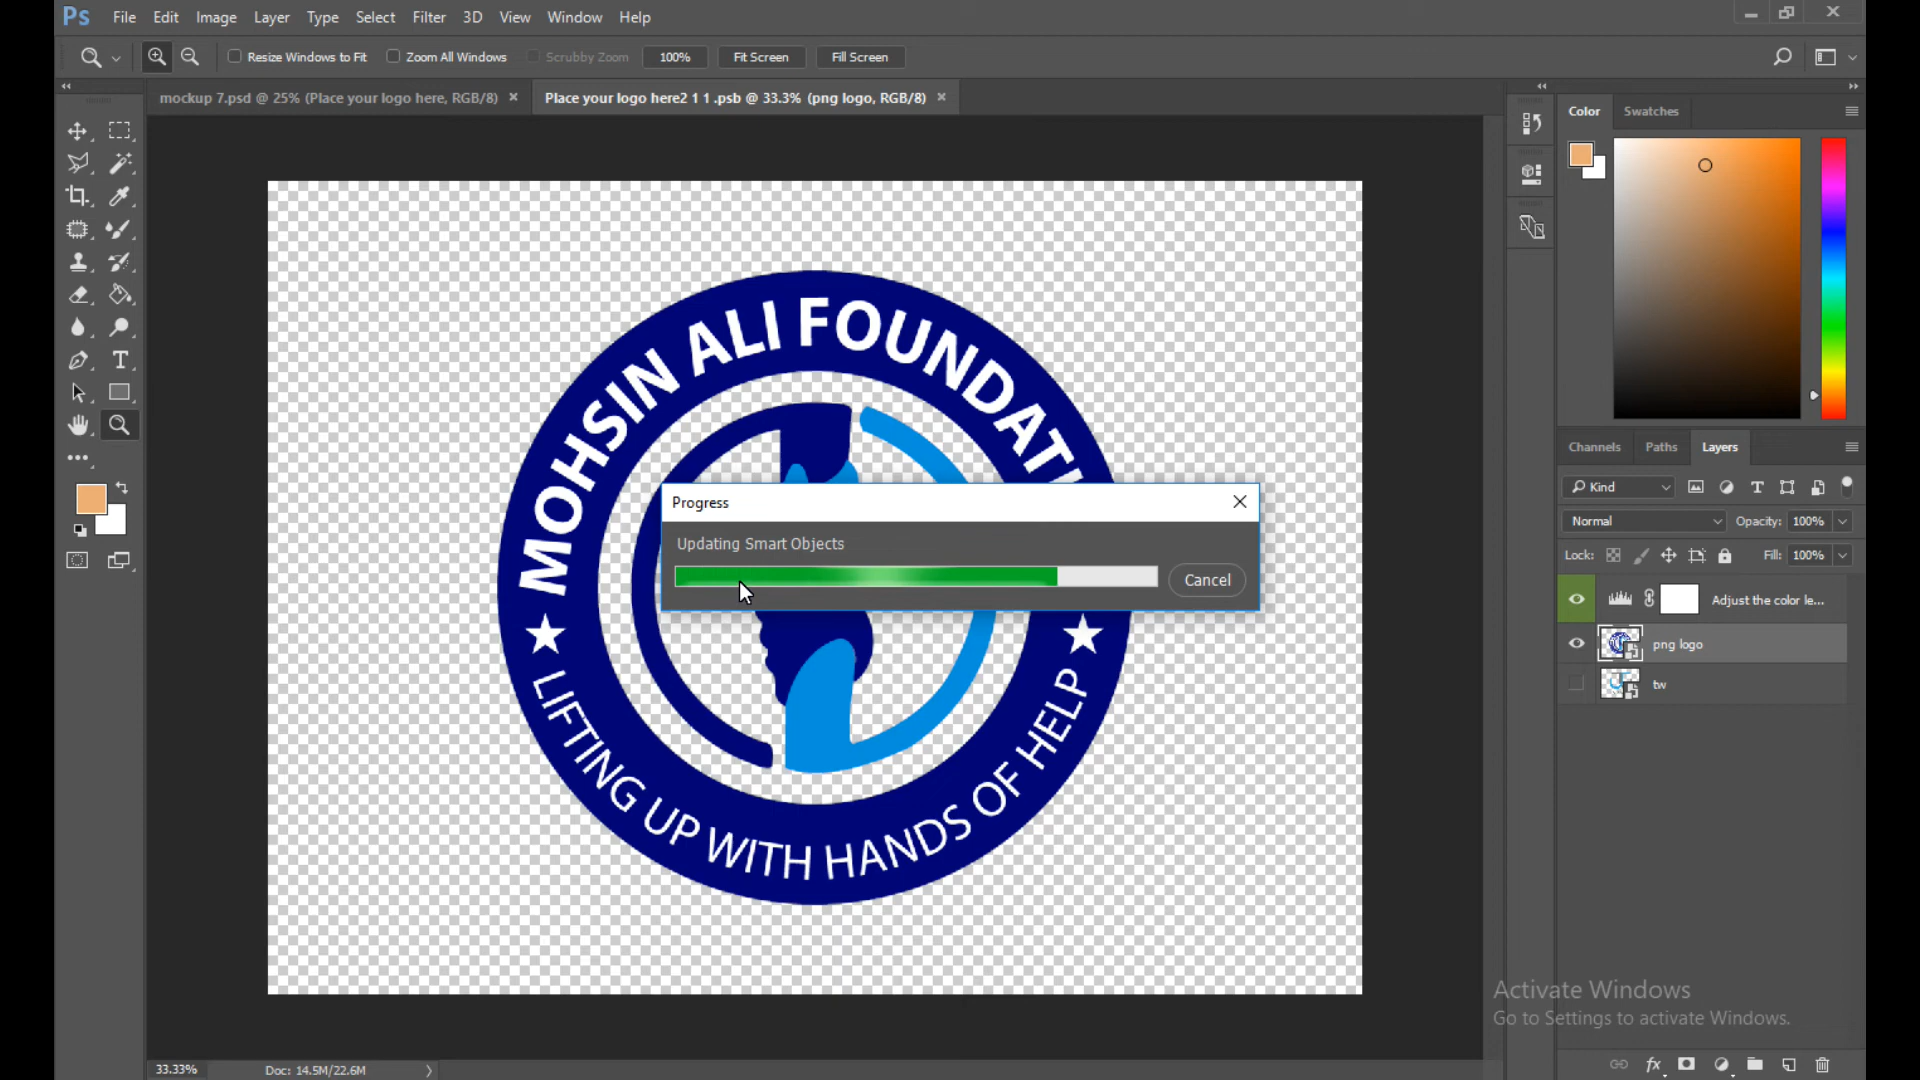 Ps File Edit Image Layer Type Select Filter 3D View Window Help
Resize Windows to Fit Zoom All Windows Scrubby Zoom 100% Fit Screen Fill Screen
mockup 7.psd @ 25% (Place your logo here, RGB/8) × Place your logo here2 1 1 .psb @ 33.3% (png logo, RGB/8) ×
Color Swatches
MOHSIN ALI FOUNDATI
LIFTING UP WITH HANDS OF HELP
Progress
Updating Smart Objects
Cancel
Channels Paths Layers
Kind
Normal Opacity: 100%
Lock: Fill: 100%
Adjust the color le...
png logo
tw
Activate Windows
Go to Settings to activate Windows.
33.33% Doc: 14.5M/22.6M